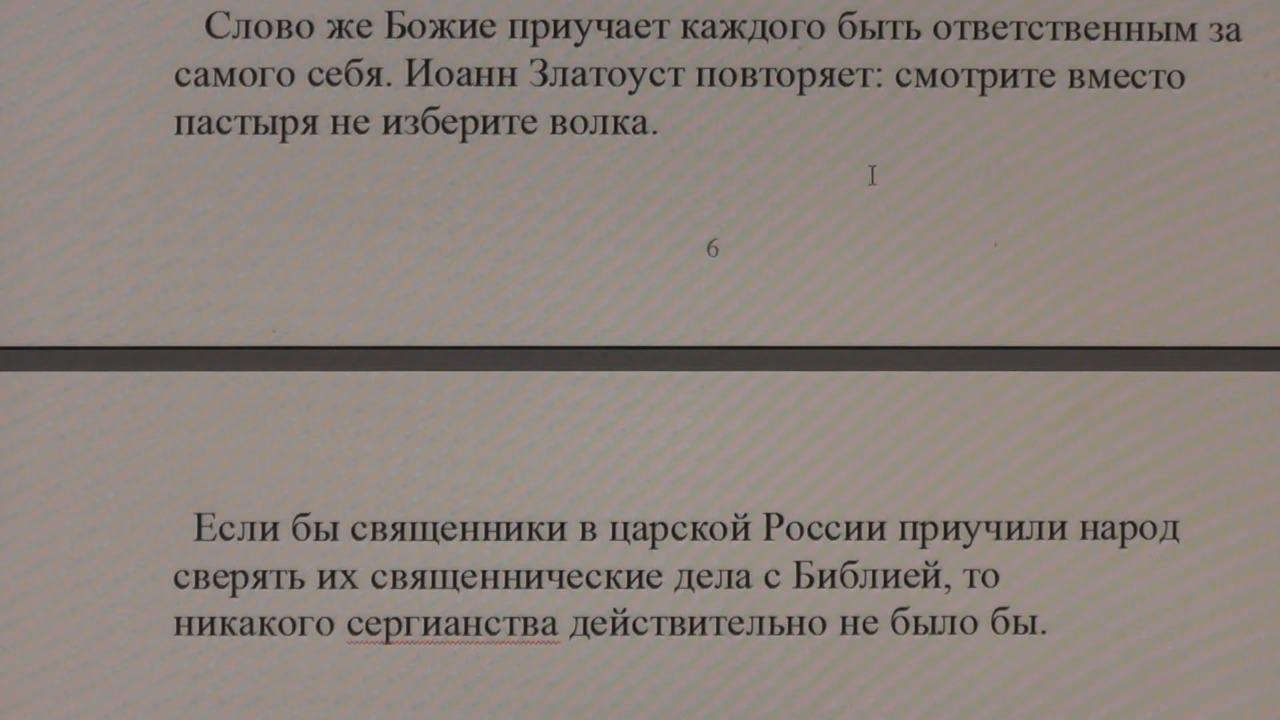 Слово же Божие приучает каждого быть ответственным за
самого себя. Иоанн Златоуст повторяет: смотрите вместо
пастыря не изберите волка.
6
Если бы священники в царской России приучили народ
сверять их священнические дела с Библией, то
никакого сергианства действительно не было бы.